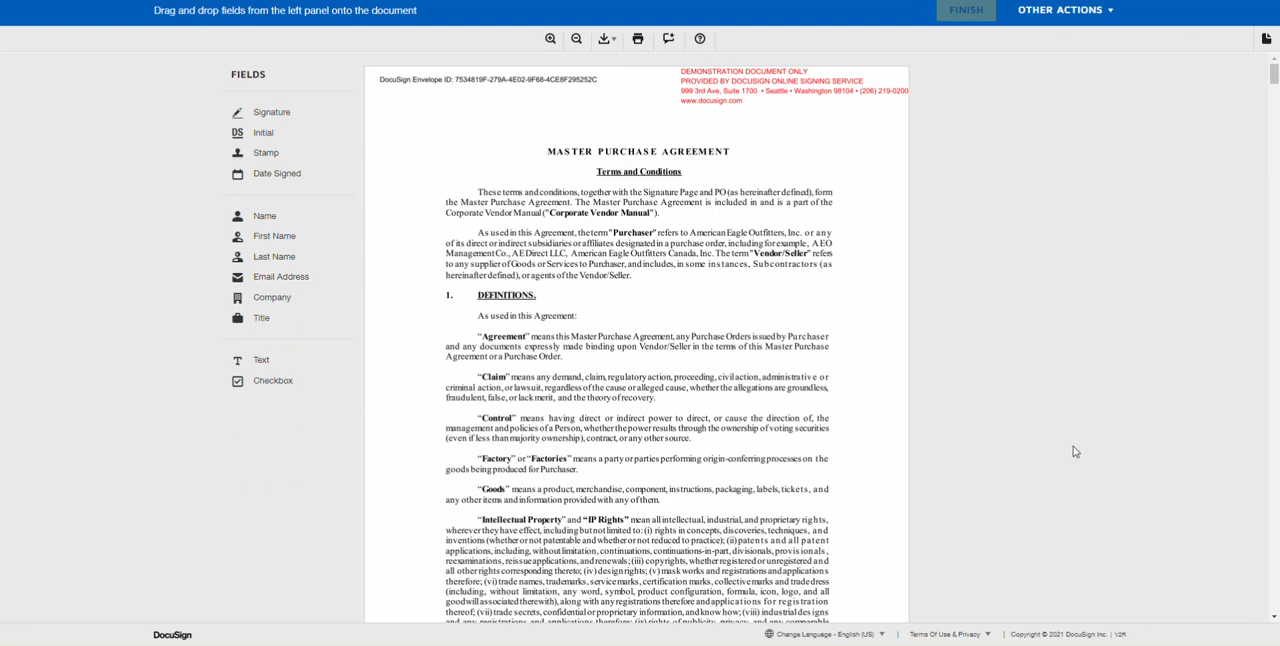 Drag and drop fields from the left panel onto the document
FINISH
OTHER ACTIONS
FIELDS
Signature
DS Initial
Stamp
Date Signed
Name
First Name
Last Name
Email Address
Company
Title
T Text
Checkbox
DocuSign Envelope ID: 7534819F-279A-4E02-9F68-4CE8F295252C
DEMONSTRATION DOCUMENT ONLY
PROVIDED BY DOCUSIGN ONLINE SIGNING SERVICE
999 3rd Ave, Suite 1700 • Seattle • Washington 98104 • (206) 219-0200
www.docusign.com
MASTER PURCHASE AGREEMENT
Terms and Conditions
These terms and conditions, together with the Signature Page and PO (as hereinafter defined), form
the Master Purchase Agreement. The Master Purchase Agreement is included in and is a part of the
Corporate Vendor Manual ("Corporate Vendor Manual").
As used in this Agreement, the term "Purchaser" refers to American Eagle Outfitters, Inc. or any
of its direct or indirect subsidiaries or affiliates designated in a purchase order, including for example, AEO
Management Co., AE Direct LLC, American Eagle Outfitters Canada, Inc. The term "Vendor/Seller" refers
to any supplier of Goods or Services to Purchaser, and includes, in some instances, Subcontractors (as
hereinafter defined), or agents of the Vendor/Seller.
1. DEFINITIONS.
As used in this Agreement:
“Agreement” means this Master Purchase Agreement, any Purchase Orders issued by Purchaser
and any documents expressly made binding upon Vendor/Seller in the terms of this Master Purchase
Agreement or a Purchase Order.
“Claim” means any demand, claim, regulatory action, proceeding, civil action, administrative or
criminal action, or lawsuit, regardless of the cause or alleged cause, whether the allegations are groundless,
fraudulent, false, or lack merit, and the theory of recovery.
“Control” means having direct or indirect power to direct, or cause the direction of, the
management and policies of a Person, whether the power results through the ownership of voting securities
(even if less than majority ownership), contract, or any other source.
“Factory” or “Factories” means a party or parties performing origin-conferring processes on the
goods being produced for Purchaser.
“Goods” means a product, merchandise, component, instructions, packaging, labels, tickets, and
any other items and information provided with any of them.
“Intellectual Property” and “IP Rights” mean all intellectual, industrial, and proprietary rights,
wherever they have effect, including but not limited to: (i) rights in concepts, discoveries, techniques, and
inventions (whether or not patentable and whether or not reduced to practice); (ii) patents and all patent
applications, including, without limitation, continuations, continuations-in-part, divisionals, provisionals,
reexaminations, reissue applications, and renewals; (iii) copyrights, whether registered or unregistered and
all other rights corresponding thereto; (iv) design rights; (v) mask works and registrations and applications
therefore; (vi) trade names, trademarks, service marks, certification marks, collective marks and trade dress
(including, without limitation, any word, symbol, product configuration, formula, icon, logo, and all
goodwill associated therewith), along with any registrations therefore and applications for registration
thereof; (vii) trade secrets, confidential or proprietary information, and know how; (viii) industrial designs
and any registrations and applications therefore; (ix) rights of publicity, privacy, and any comparable
DocuSign
Change Language - English (US) | Terms Of Use & Privacy | Copyright © 2021 DocuSign Inc. | V2R